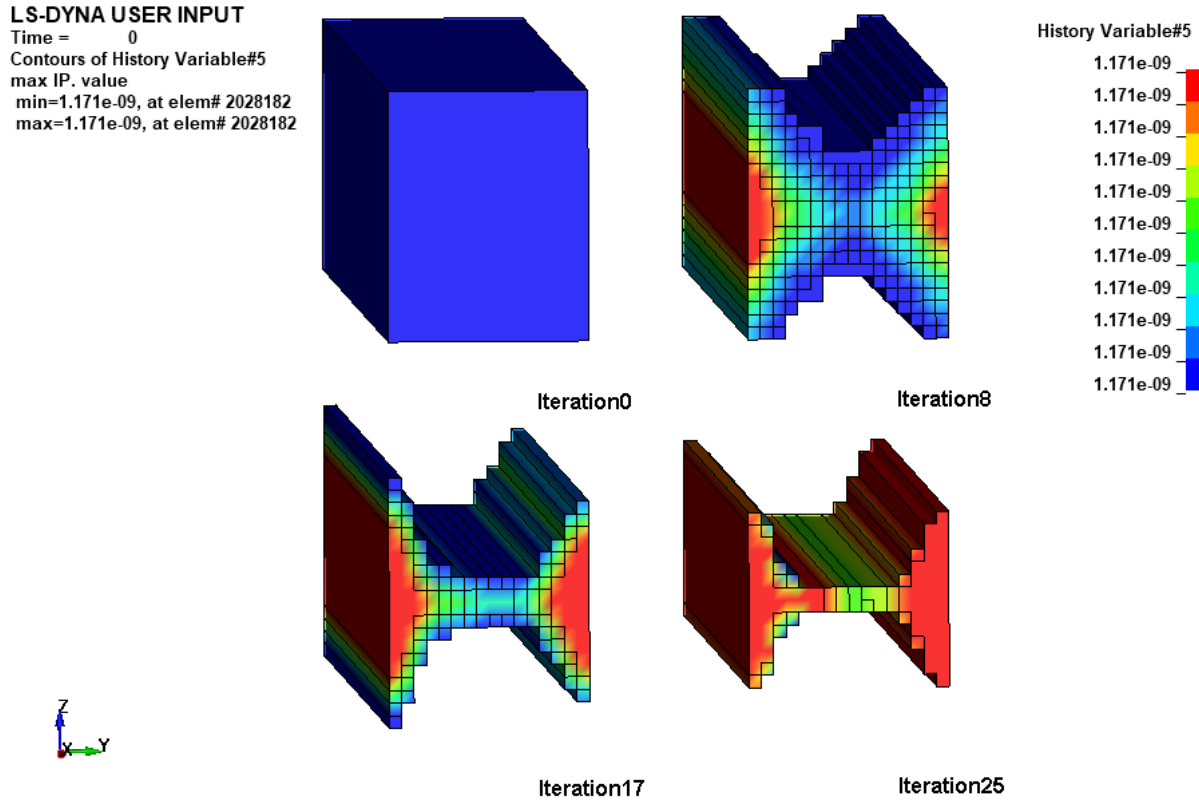 LS-DYNA USER INPUT
Time = 0
Contours of History Variable#5
max IP. value
min=1.171e-09, at elem# 2028182
max=1.171e-09, at elem# 2028182
History Variable#5
1.171e-09
1.171e-09
1.171e-09
1.171e-09
1.171e-09
1.171e-09
1.171e-09
1.171e-09
1.171e-09
1.171e-09
1.171e-09
Iteration0
Iteration8
Z
X Y
Iteration17
Iteration25